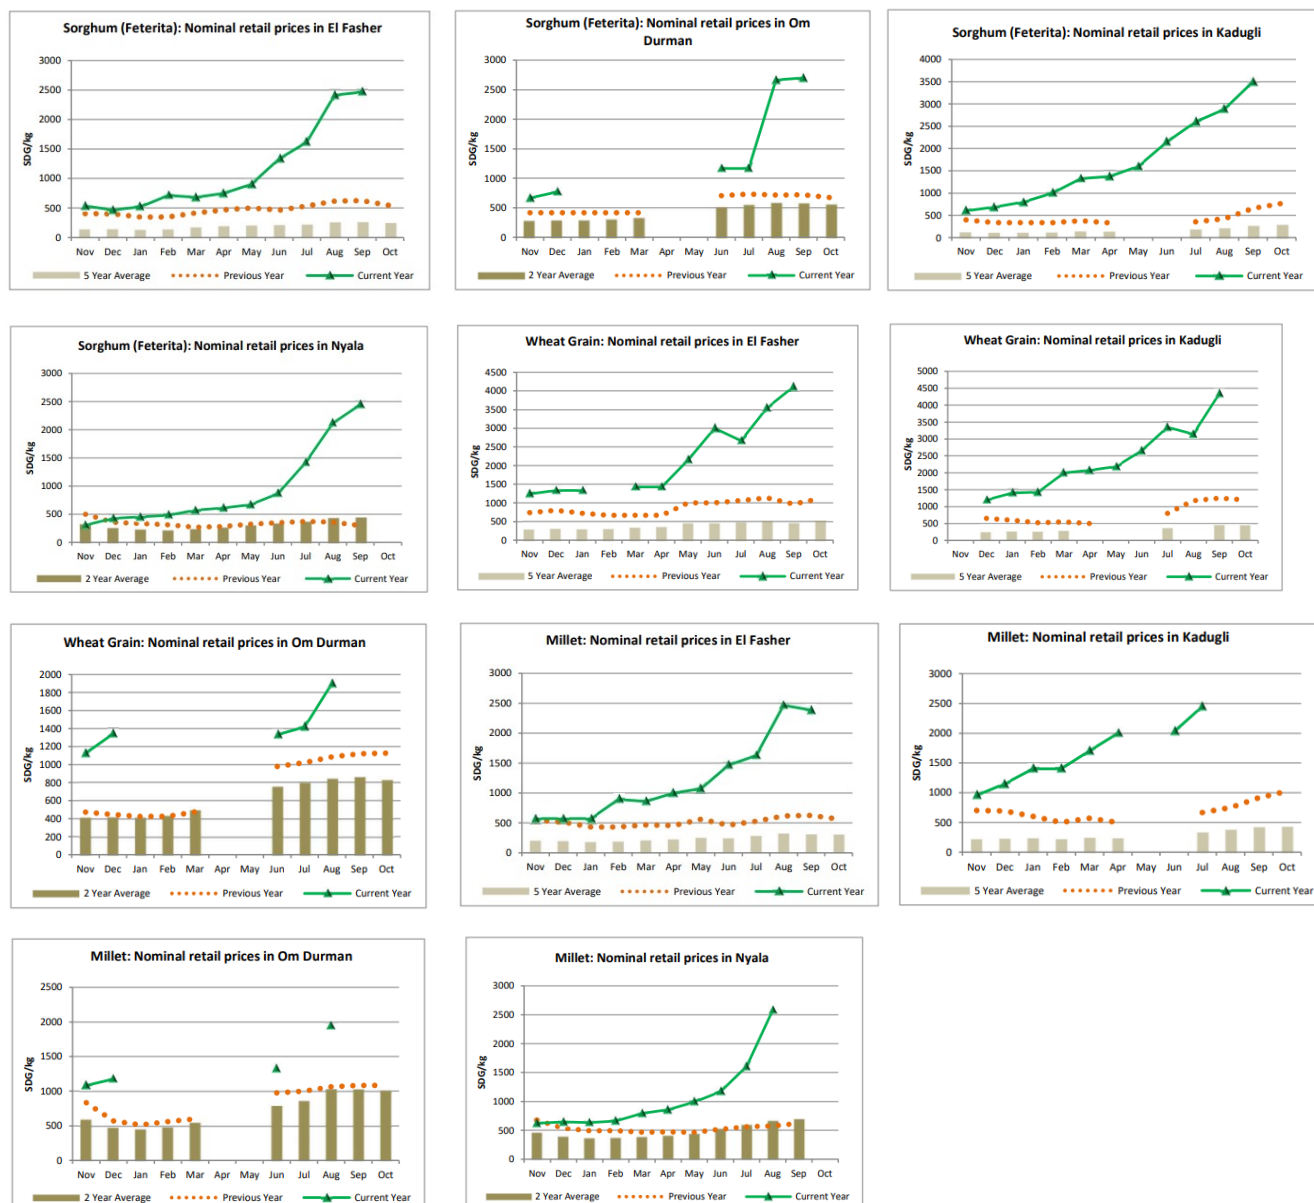 Sorghum (Feterita): Nominal retail prices in El Fasher
3000
2500
2000
1500
1000
500
0
SDG/kg
Nov Dec Jan Feb Mar Apr May Jun Jul Aug Sep Oct
5 Year Average Previous Year Current Year
Sorghum (Feterita): Nominal retail prices in Om
Durman
3000
2500
2000
1500
1000
500
0
SDG/kg
Nov Dec Jan Feb Mar Apr May Jun Jul Aug Sep Oct
2 Year Average Previous Year Current Year
Sorghum (Feterita): Nominal retail prices in Kadugli
4000
3500
3000
2500
2000
1500
1000
500
0
SDG/kg
Nov Dec Jan Feb Mar Apr May Jun Jul Aug Sep Oct
5 Year Average Previous Year Current Year
Sorghum (Feterita): Nominal retail prices in Nyala
3000
2500
2000
1500
1000
500
0
SDG/kg
Nov Dec Jan Feb Mar Apr May Jun Jul Aug Sep Oct
2 Year Average Previous Year Current Year
Wheat Grain: Nominal retail prices in El Fasher
4500
4000
3500
3000
2500
2000
1500
1000
500
0
SDG/kg
Nov Dec Jan Feb Mar Apr May Jun Jul Aug Sep Oct
5 Year Average Previous Year Current Year
Wheat Grain: Nominal retail prices in Kadugli
5000
4500
4000
3500
3000
2500
2000
1500
1000
500
0
SDG/kg
Nov Dec Jan Feb Mar Apr May Jun Jul Aug Sep Oct
5 Year Average Previous Year Current Year
Wheat Grain: Nominal retail prices in Om Durman
2000
1800
1600
1400
1200
1000
800
600
400
200
0
SDG/kg
Nov Dec Jan Feb Mar Apr May Jun Jul Aug Sep Oct
2 Year Average Previous Year Current Year
Millet: Nominal retail prices in El Fasher
3000
2500
2000
1500
1000
500
0
SDG/kg
Nov Dec Jan Feb Mar Apr May Jun Jul Aug Sep Oct
5 Year Average Previous Year Current Year
Millet: Nominal retail prices in Kadugli
3000
2500
2000
1500
1000
500
0
SDG/kg
Nov Dec Jan Feb Mar Apr May Jun Jul Aug Sep Oct
5 Year Average Previous Year Current Year
Millet: Nominal retail prices in Om Durman
2500
2000
1500
1000
500
0
SDG/kg
Nov Dec Jan Feb Mar Apr May Jun Jul Aug Sep Oct
2 Year Average Previous Year Current Year
Millet: Nominal retail prices in Nyala
3000
2500
2000
1500
1000
500
0
SDG/kg
Nov Dec Jan Feb Mar Apr May Jun Jul Aug Sep Oct
2 Year Average Previous Year Current Year